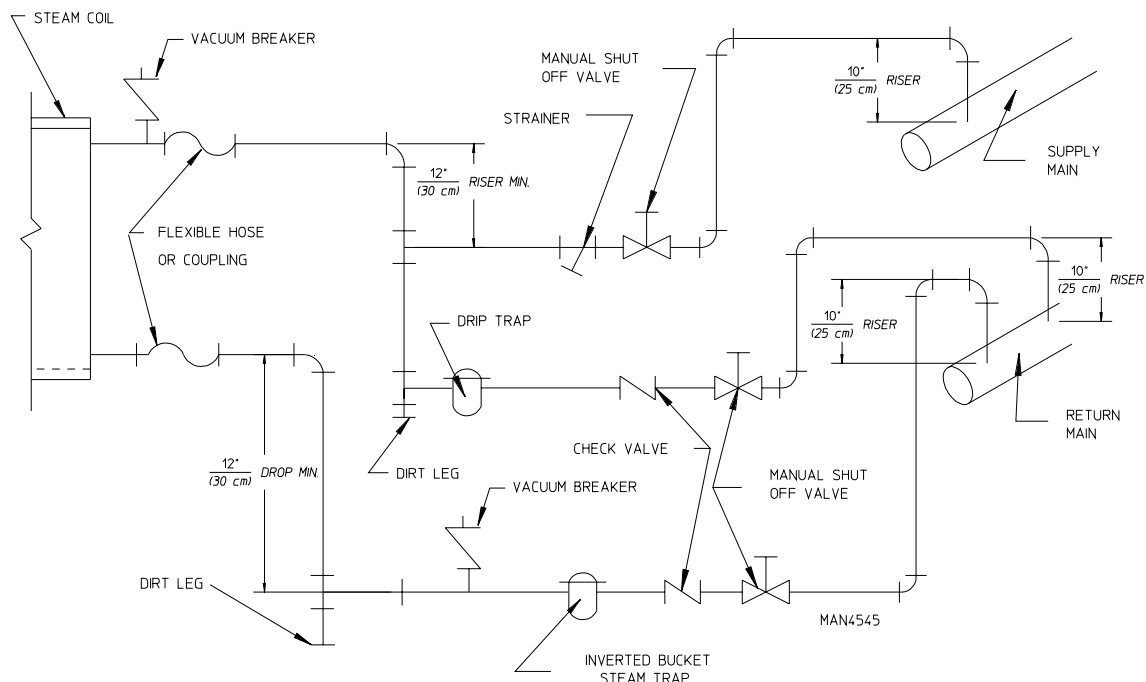 STEAM COIL
VACUUM BREAKER
MANUAL SHUT
OFF VALVE
10"
(25 cm) RISER
STRAINER
SUPPLY
MAIN
12"
(30 cm) RISER MIN.
FLEXIBLE HOSE
OR COUPLING
10"
(25 cm) RISER
10"
(25 cm) RISER
DRIP TRAP
RETURN
MAIN
CHECK VALVE
12"
(30 cm) DROP MIN.
DIRT LEG
MANUAL SHUT
OFF VALVE
VACUUM BREAKER
DIRT LEG
MAN4545
INVERTED BUCKET
STEAM TRAP